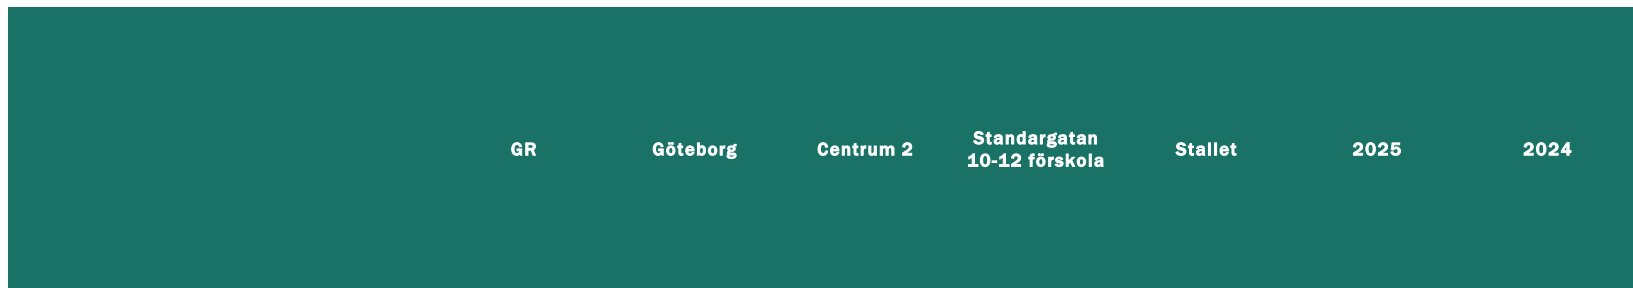 GR
Göteborg
Centrum 2
Standargatan
10-12 förskola
Stallet
2025
2024